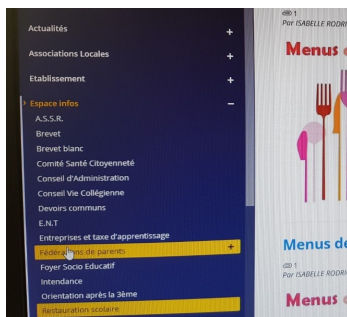 Actualités +
Associations Locales +
Etablissement +
Espace infos −
A.S.S.R.
Brevet
Brevet blanc
Comité Santé Citoyenneté
Conseil d'Administration
Conseil Vie Collégienne
Devoirs communs
E.N.T
Entreprises et taxe d'apprentissage
Fédérations de parents +
Foyer Socio Educatif
Intendance
Orientation après la 3ème
Restauration scolaire
1
Par ISABELLE RODRI
Menus
Menus de
1
Par ISABELLE RODRI
Menus